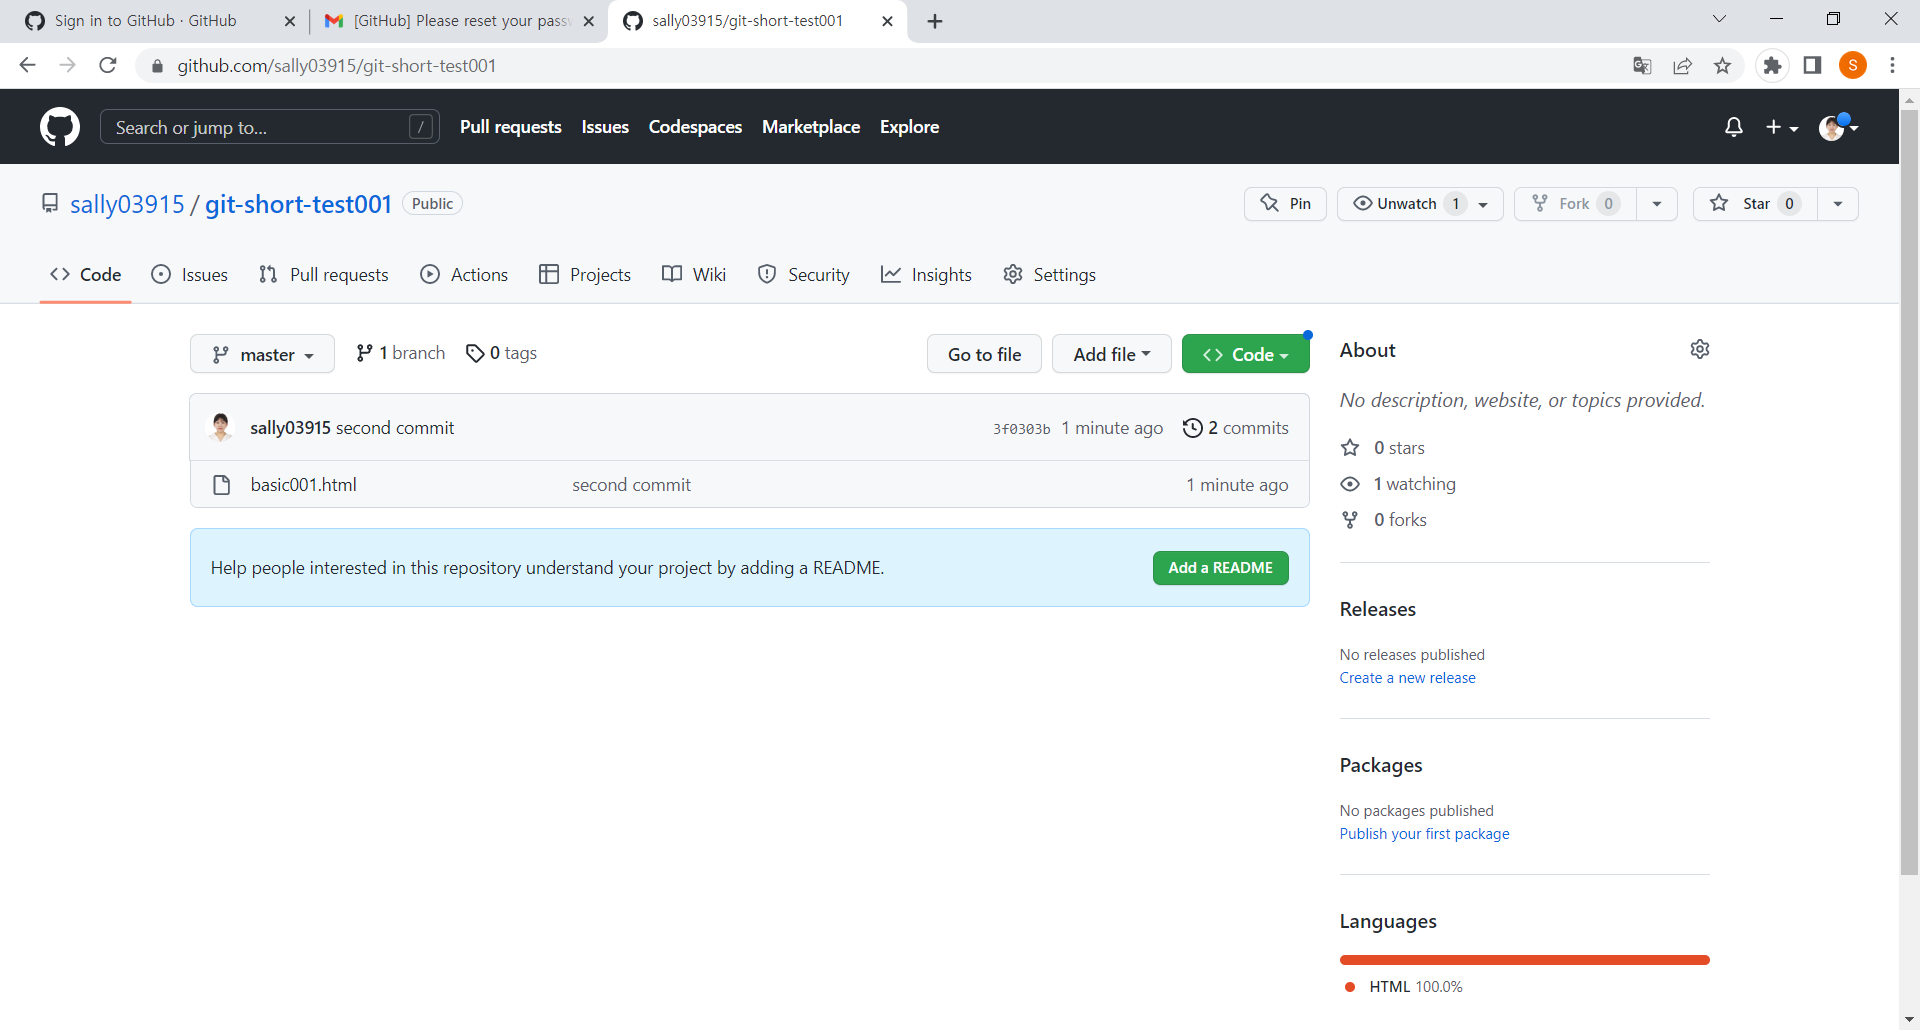 Sign in to GitHub · GitHub
[GitHub] Please reset your passw
sally03915/git-short-test001
github.com/sally03915/git-short-test001
S
Search or jump to...
/
Pull requests
Issues
Codespaces
Marketplace
Explore
sally03915 / git-short-test001 Public
Pin
Unwatch 1
Fork 0
Star 0
Code
Issues
Pull requests
Actions
Projects
Wiki
Security
Insights
Settings
master
1 branch
0 tags
Go to file
Add file
Code
sally03915 second commit
3f0303b 1 minute ago
2 commits
basic001.html
second commit
1 minute ago
Help people interested in this repository understand your project by adding a README.
Add a README
About
No description, website, or topics provided.
0 stars
1 watching
0 forks
Releases
No releases published
Create a new release
Packages
No packages published
Publish your first package
Languages
HTML 100.0%